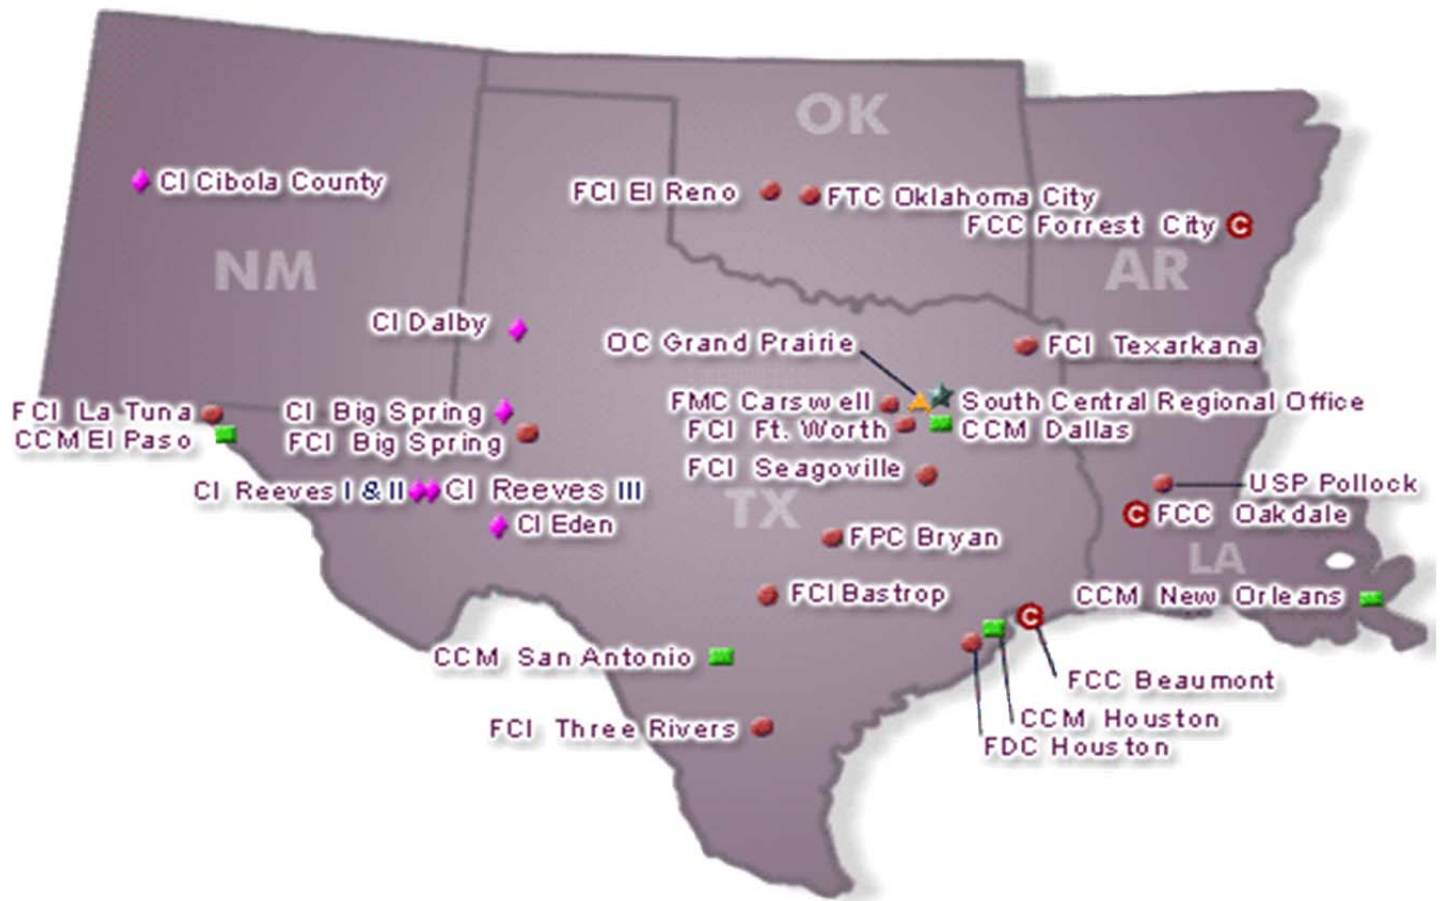 OK
CI Cibola County
FCI El Reno
FTC Oklahoma City
FCC Forrest City
NM
AR
CI Dalby
OC Grand Prairie
FCI Texarkana
FCI La Tuna
CI Big Spring
FMC Carswell
South Central Regional Office
CCM El Paso
FCI Big Spring
FCI Ft. Worth
CCM Dallas
FCI Seagoville
CI Reeves I & II
CI Reeves III
USP Pollock
TX
C FCC Oakdale
CI Eden
FPC Bryan
LA
FCI Bastrop
CCM New Orleans
C
C
CCM San Antonio
FCC Beaumont
CCM Houston
FCI Three Rivers
FDC Houston